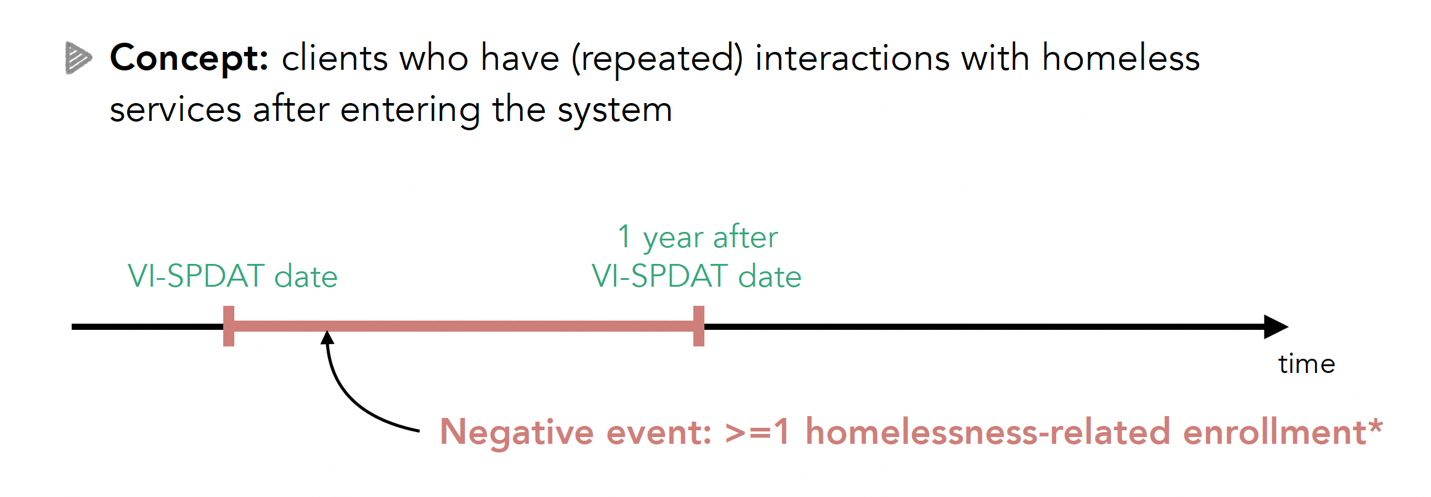 Concept: clients who have (repeated) interactions with homeless
services after entering the system
VI-SPDAT date
1 year after
VI-SPDAT date
time
Negative event: >=1 homelessness-related enrollment*